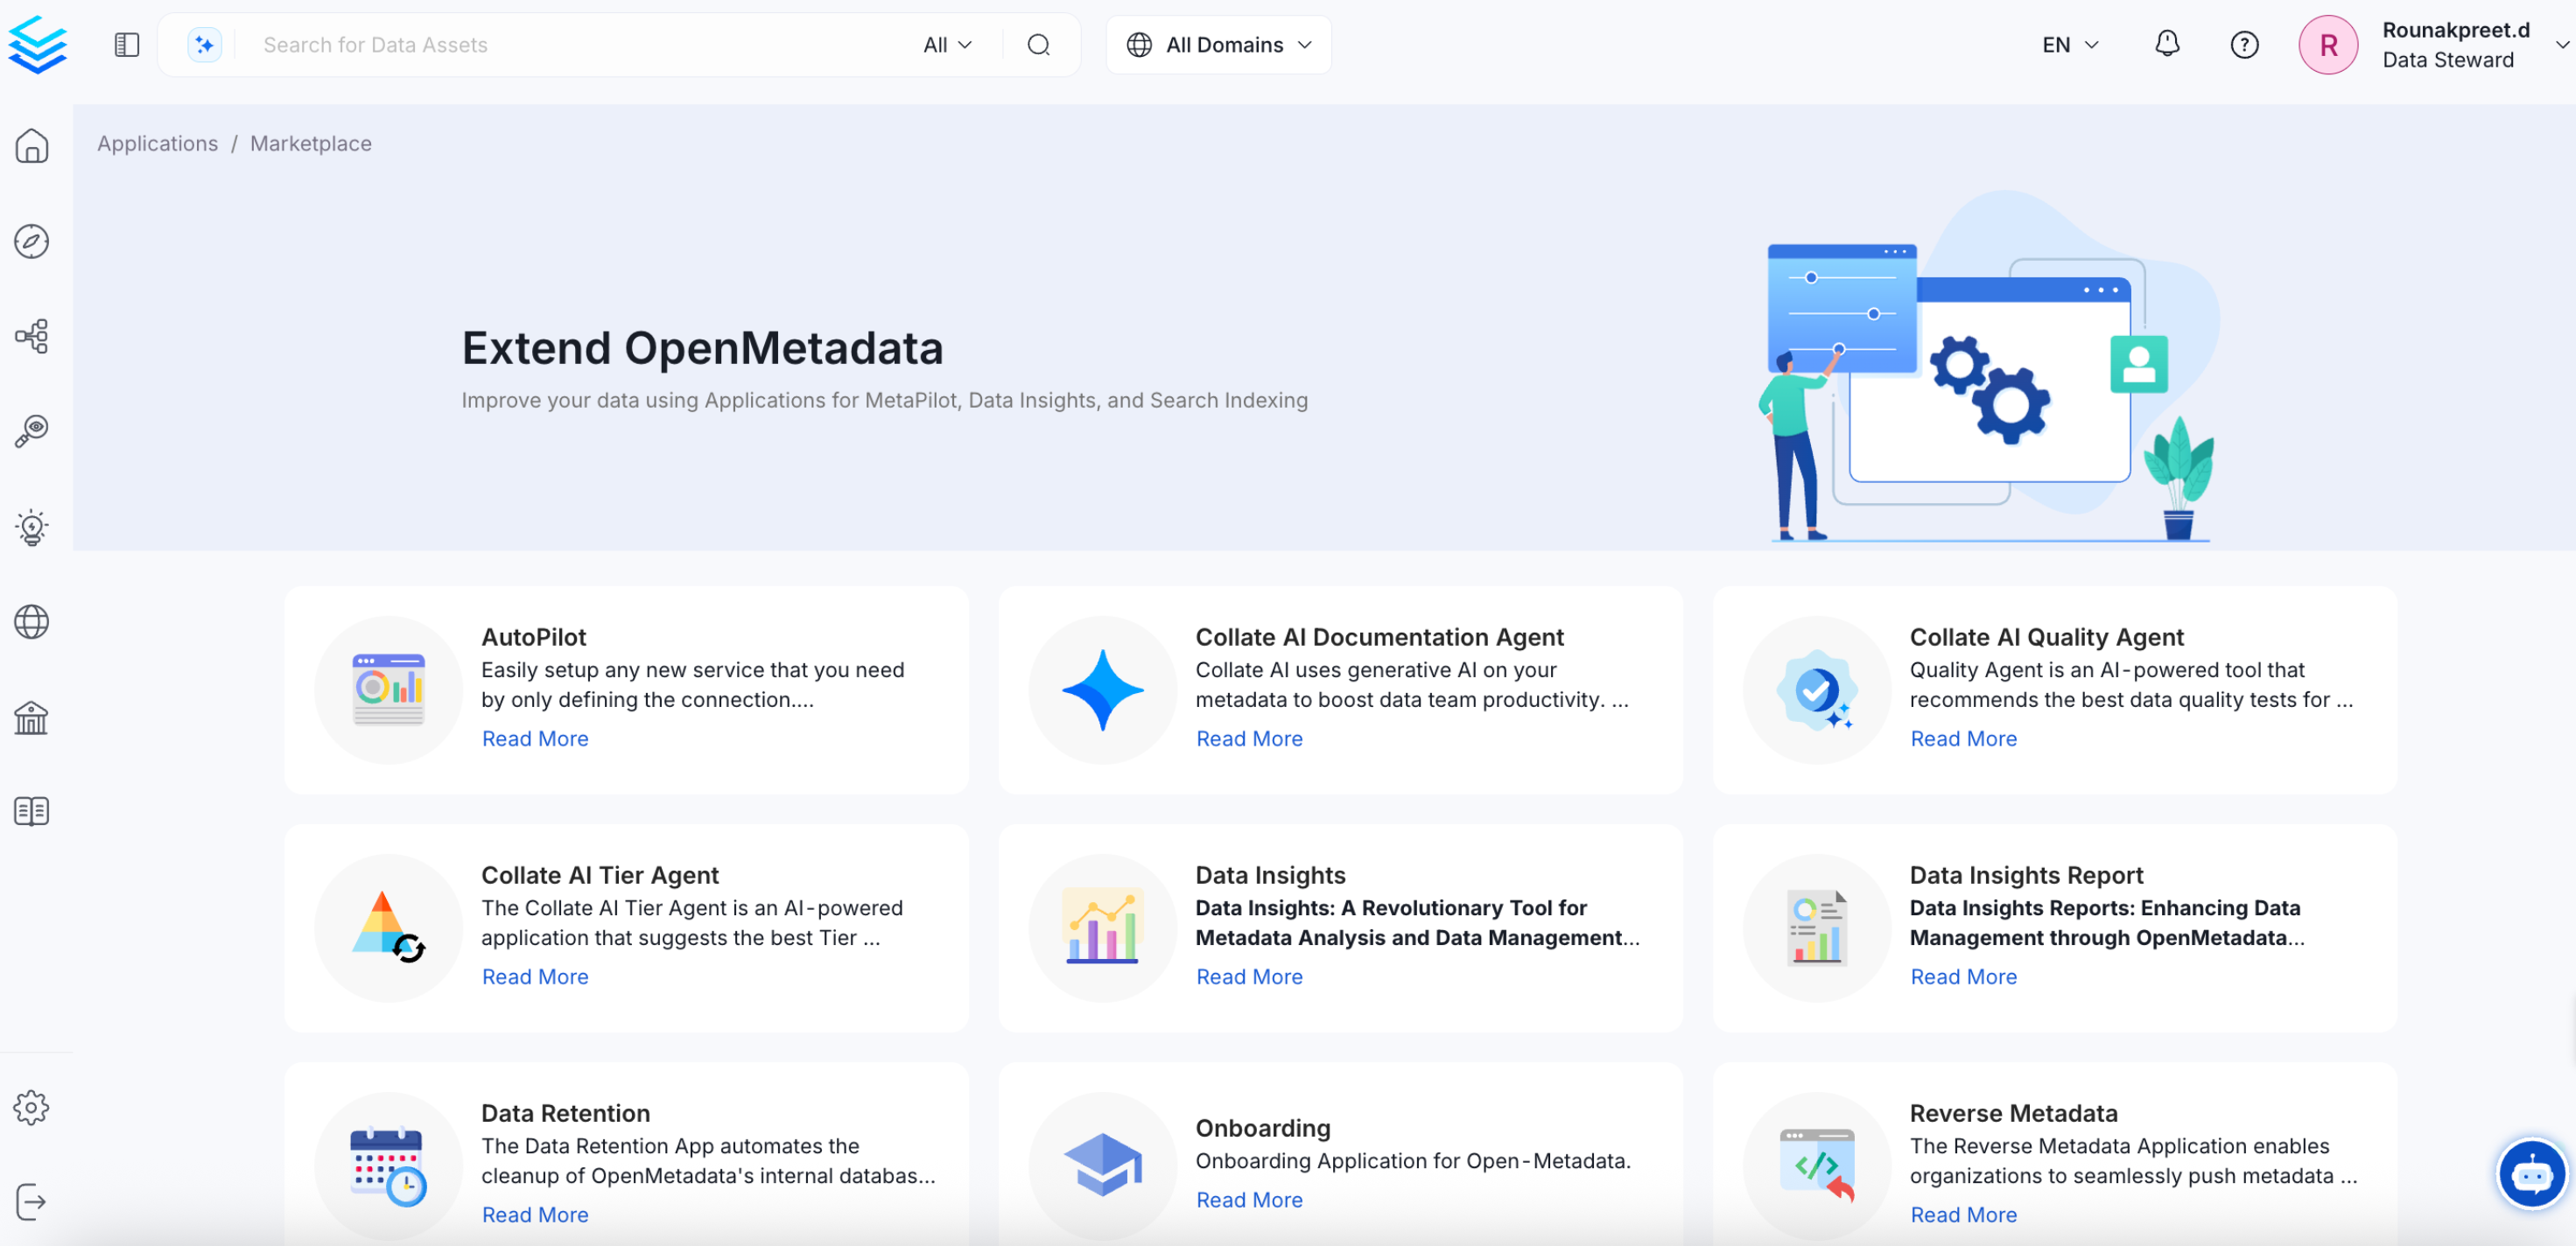 Search for Data Assets
All
All Domains
EN
R
Rounakpreet.d
Data Steward
Applications / Marketplace
Extend OpenMetadata
Improve your data using Applications for MetaPilot, Data Insights, and Search Indexing
AutoPilot
Easily setup any new service that you need
by only defining the connection....
Read More
Collate AI Documentation Agent
Collate AI uses generative AI on your
metadata to boost data team productivity. ...
Read More
Collate AI Quality Agent
Quality Agent is an AI-powered tool that
recommends the best data quality tests for ...
Read More
Collate AI Tier Agent
The Collate AI Tier Agent is an AI-powered
application that suggests the best Tier ...
Read More
Data Insights
Data Insights: A Revolutionary Tool for
Metadata Analysis and Data Management...
Read More
Data Insights Report
Data Insights Reports: Enhancing Data
Management through OpenMetadata...
Read More
Data Retention
The Data Retention App automates the
cleanup of OpenMetadata's internal databas...
Read More
Onboarding
Onboarding Application for Open-Metadata.
Read More
Reverse Metadata
The Reverse Metadata Application enables
organizations to seamlessly push metadata ...
Read More